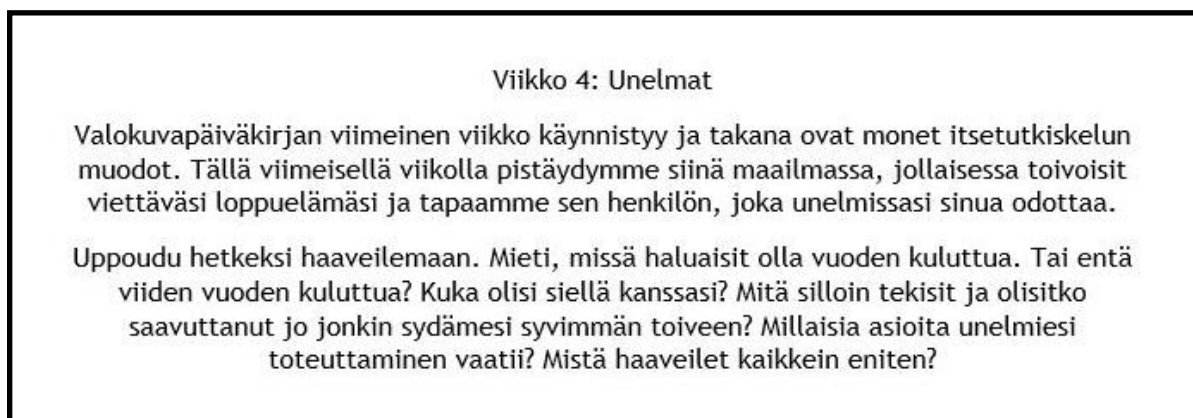 Viikko 4: Unelmat
Valokuvapäiväkirjan viimeinen viikko käynnistyy ja takana ovat monet itsetutkiskelun
muodot. Tällä viimeisellä viikolla pistäydymme siinä maailmassa, jollaisessa toivoisit
viettäväsi loppuelämäsi ja tapaamme sen henkilön, joka unelmissasi sinua odottaa.
Uppoudu hetkeksi haaveilemaan. Mieti, missä haluaisit olla vuoden kuluttua. Tai entä
viiden vuoden kuluttua? Kuka olisi siellä kanssasi? Mitä silloin tekisit ja olisitko
saavuttanut jo jonkin sydämesi syvimmän toiveen? Millaisia asioita unelmiesi
toteuttaminen vaatii? Mistä haaveilet kaikkein eniten?